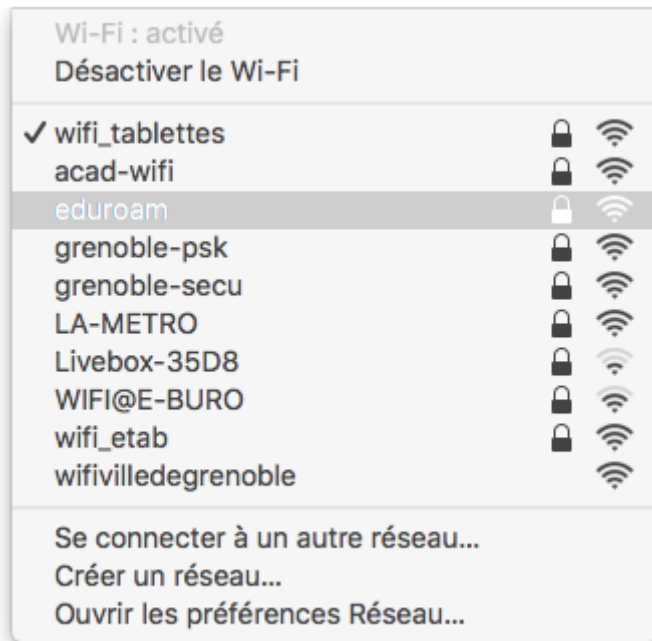 Wi-Fi : activé
Désactiver le Wi-Fi
✓ wifi_tablettes
acad-wifi
eduroam
grenoble-psk
grenoble-secu
LA-METRO
Livebox-35D8
WIFI@E-BURO
wifi_etab
wifivilledegrenoble
Se connecter à un autre réseau...
Créer un réseau...
Ouvrir les préférences Réseau...